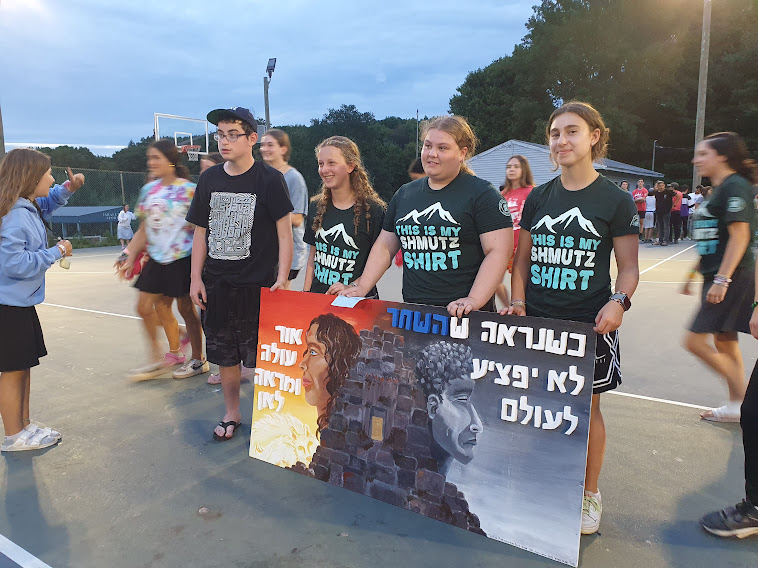 THIS IS MY
SHMUTZ
SHIRT
THIS IS MY
SHMUTZ
SHIRT
THIS IS MY
SHMUTZ
SHIRT
כשנראה שהשחר
לא יפציע
לעולם
אור
עולה
ומראה
לאן